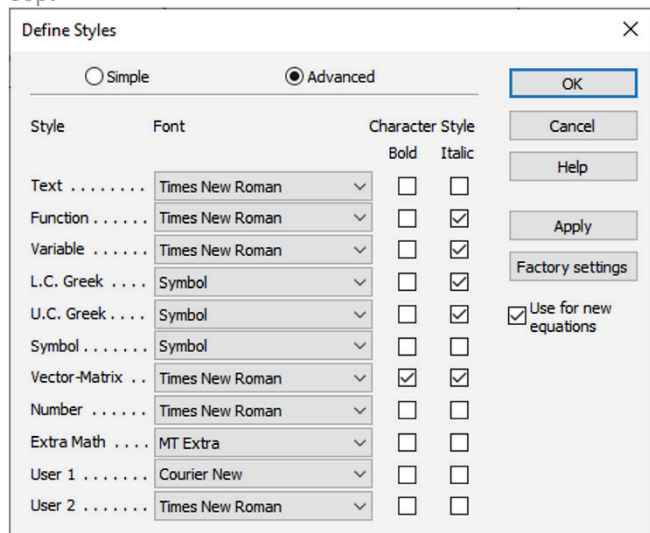 Define Styles
Simple Advanced
OK
Style Font Character Style Cancel
Bold Italic
Help
Text . . . . . . . . Times New Roman
Function . . . . . . Times New Roman
Apply
Variable . . . . . . Times New Roman
L.C. Greek . . . . Symbol
Factory settings
U.C. Greek . . . . Symbol
Use for new
equations
Symbol . . . . . . . Symbol
Vector-Matrix . . Times New Roman
Number . . . . . . Times New Roman
Extra Math . . . . MT Extra
User 1 . . . . . . . Courier New
User 2 . . . . . . . Times New Roman